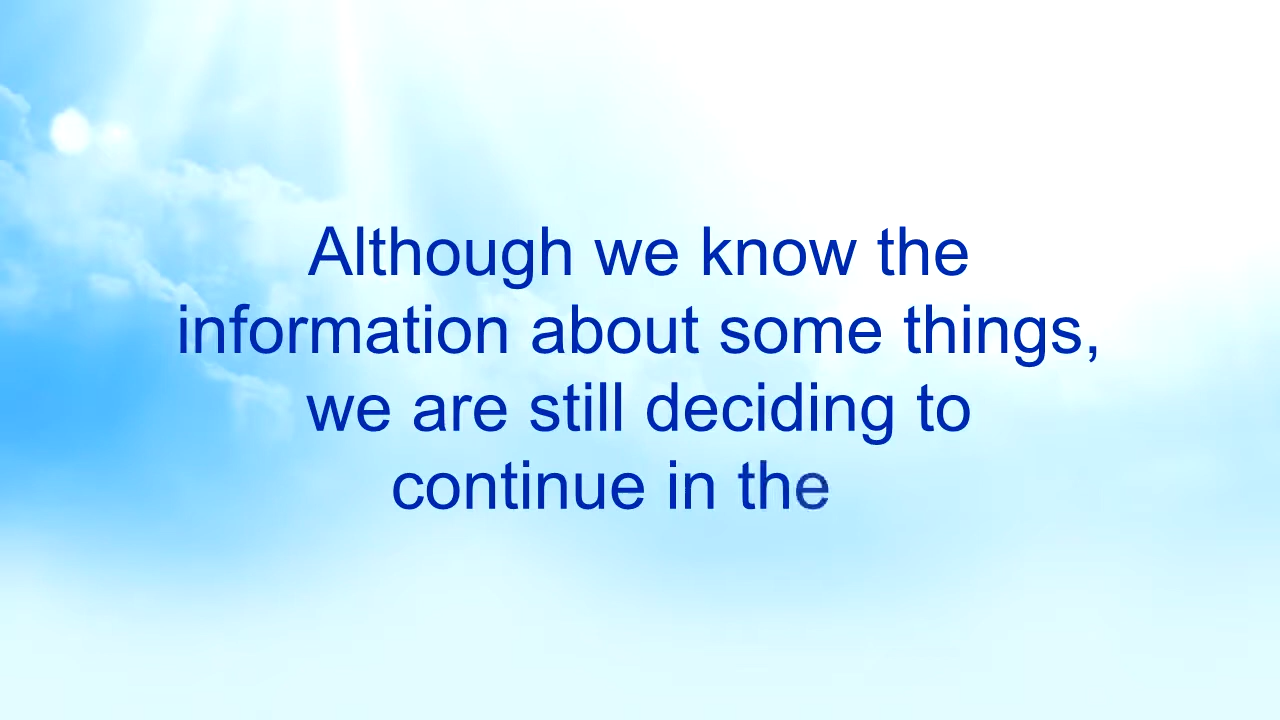 Although we know the
information about some things,
we are still deciding to
continue in the